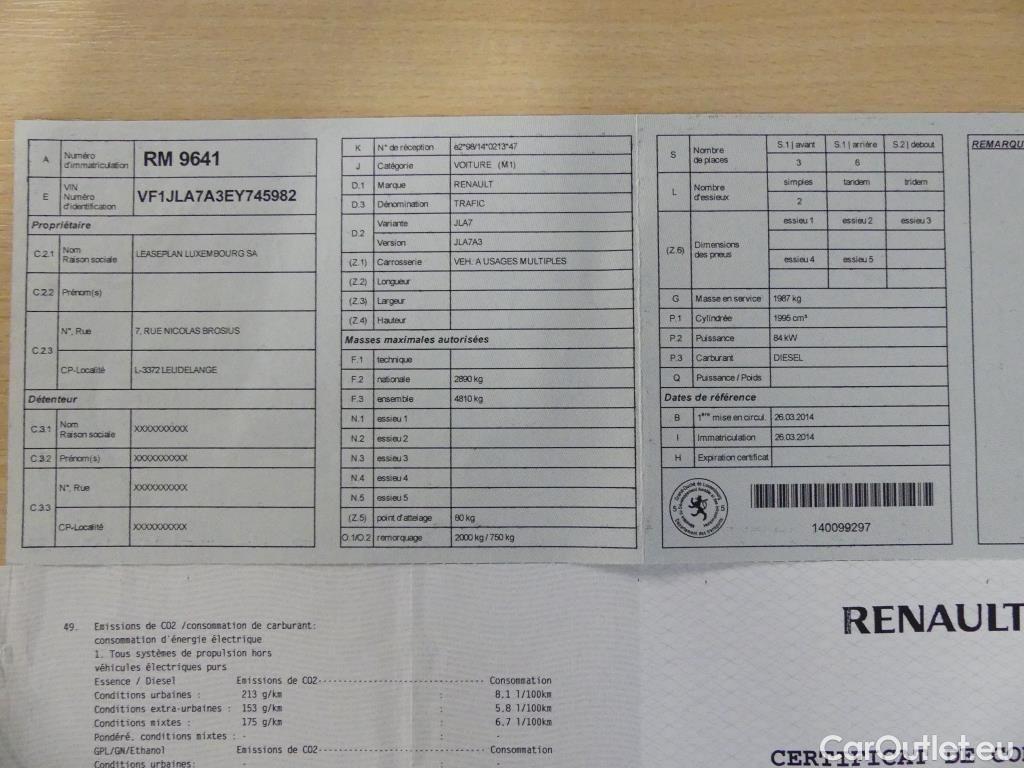 A Numéro d'immatriculation RM 9641
E VIN Numéro d'identification VF1JLA7A3EY745982
Propriétaire
C.2.1 Nom Raison sociale LEASEPLAN LUXEMBOURG SA
C.2.2 Prénom(s)
C.2.3 N°, Rue 7, RUE NICOLAS BROSIUS
CP-Localité L-3372 LEUDELANGE
Détenteur
C.3.1 Nom Raison sociale XXXXXXXXXX
C.3.2 Prénom(s) XXXXXXXXXX
C.3.3 N°, Rue XXXXXXXXXX
CP-Localité XXXXXXXXXX
K N° de réception e2*98/14*0213*47
J Catégorie VOITURE (M1)
D.1 Marque RENAULT
D.3 Dénomination TRAFIC
D.2 Variante JLA7
Version JLA7A3
(Z.1) Carrosserie VEH. A USAGES MULTIPLES
(Z.2) Longueur
(Z.3) Largeur
(Z.4) Hauteur
Masses maximales autorisées
F.1 technique
F.2 nationale 2890 kg
F.3 ensemble 4810 kg
N.1 essieu 1
N.2 essieu 2
N.3 essieu 3
N.4 essieu 4
N.5 essieu 5
(Z.5) point d'attelage 80 kg
O.1/O.2 remorquage 2000 kg / 750 kg
S Nombre de places S.1 | avant S.1 | arrière S.2 | debout
3 6
L Nombre d'essieux simples tandem tridem
2
(Z.6) Dimensions des pneus essieu 1 essieu 2 essieu 3
essieu 4 essieu 5
G Masse en service 1987 kg
P.1 Cylindrée 1995 cm³
P.2 Puissance 84 kW
P.3 Carburant DIESEL
Q Puissance / Poids
Dates de référence
B 1ère mise en circul. 26.03.2014
I Immatriculation 26.03.2014
H Expiration certificat
5 5
140099297
REMARQU
49. Emissions de CO2 /consommation de carburant:
consommation d'énergie électrique
1. Tous systèmes de propulsion hors
véhicules électriques purs
Essence / Diesel Emissions de CO2------------------------------ Consommation
Conditions urbaines : 213 g/km : 8.1 l/100km
Conditions extra-urbaines : 153 g/km : 5.8 l/100km
Conditions mixtes : 175 g/km : 6.7 l/100km
Pondéré. conditions mixtes : - : -
GPL/GN/Ethanol Emissions de CO2------------------------------ Consommation
Conditions urbaines: - : -
RENAULT
CERTIFICAT DE CO
CarOutlet.eu